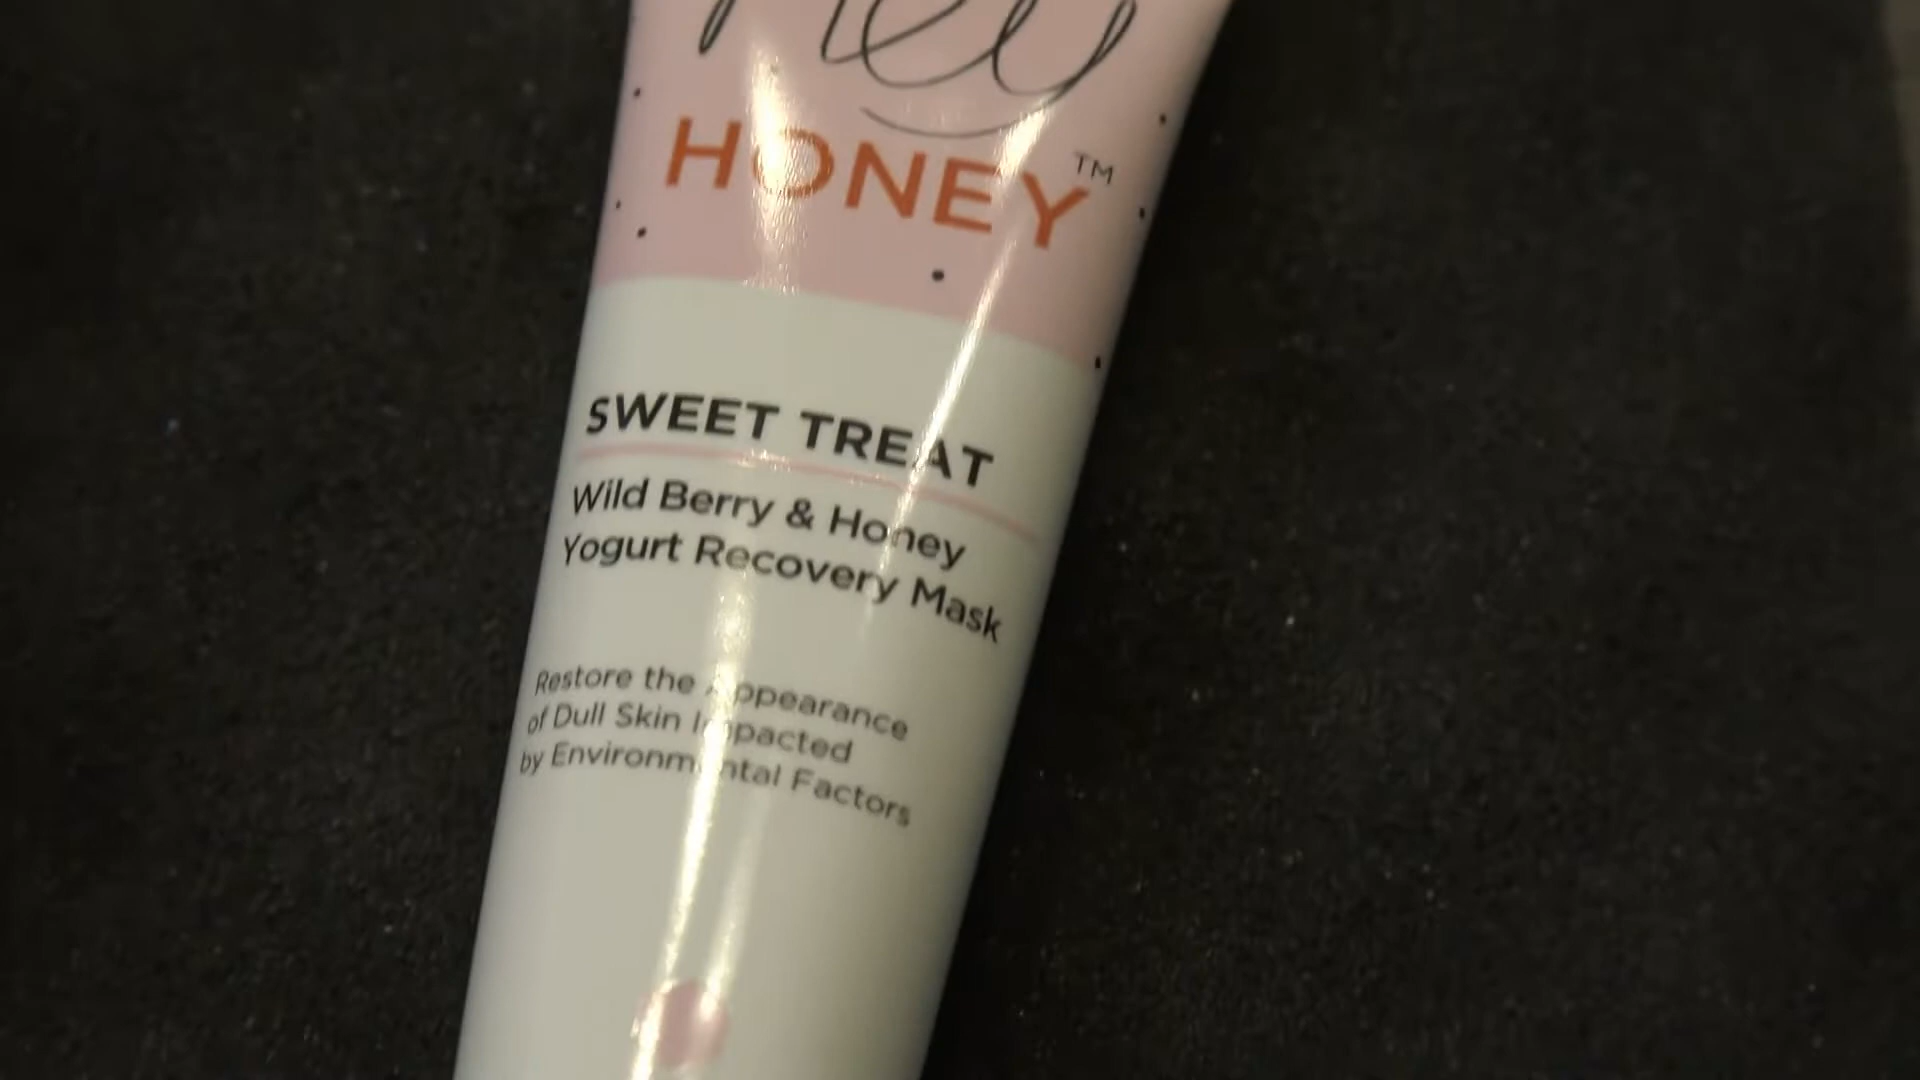 HONEY™
SWEET TREAT
Wild Berry & Honey
Yogurt Recovery Mask
Restore the Appearance
of Dull Skin Impacted
by Environmental Factors